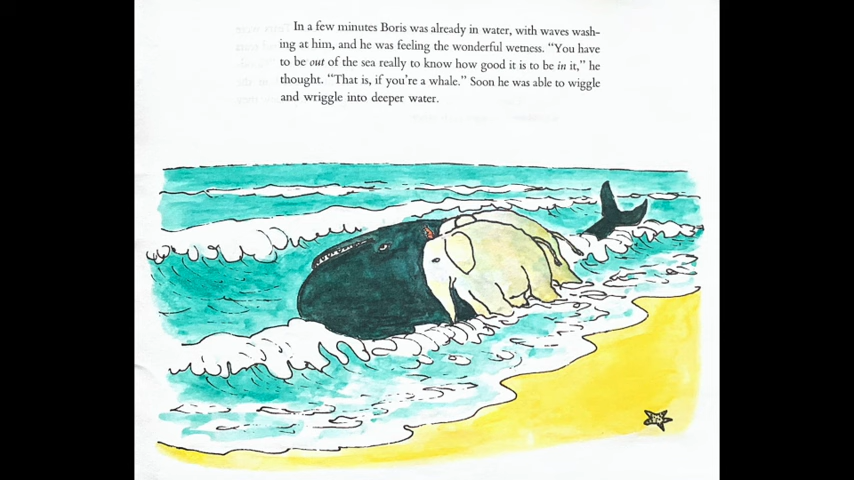 In a few minutes Boris was already in water, with waves wash-
ing at him, and he was feeling the wonderful wetness. “You have
to be out of the sea really to know how good it is to be in it,” he
thought. “That is, if you're a whale.” Soon he was able to wiggle
and wriggle into deeper water.